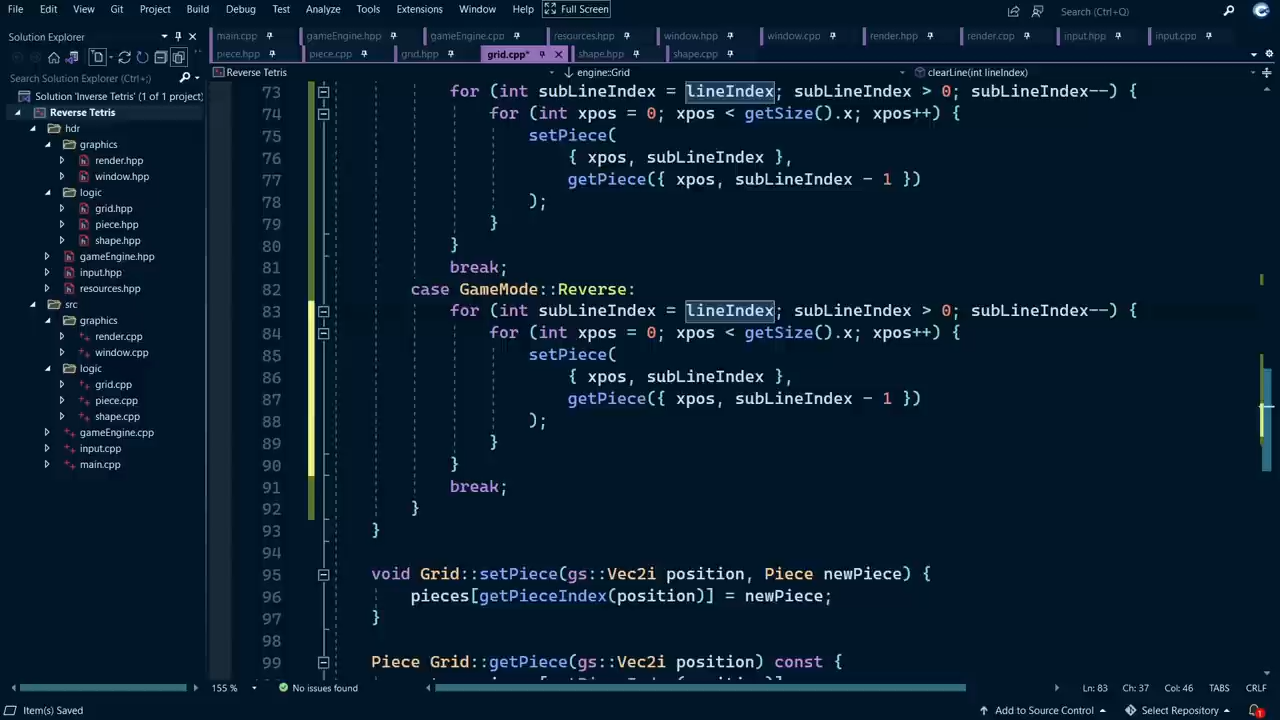 File Edit View Git Project Build Debug Test Analyze Tools Extensions Window Help Full Screen Search (Ctrl+Q)
Solution Explorer
main.cpp gameEngine.hpp gameEngine.cpp resources.hpp window.hpp window.cpp render.hpp render.cpp input.hpp input.cpp
piece.hpp piece.cpp grid.hpp grid.cpp* shape.hpp shape.cpp
Reverse Tetris engine::Grid clearLine(int lineIndex)
Search Solution Explorer (Ctrl+;)
Solution 'Inverse Tetris' (1 of 1 project)
Reverse Tetris
hdr
graphics
render.hpp
window.hpp
logic
grid.hpp
piece.hpp
shape.hpp
gameEngine.hpp
input.hpp
resources.hpp
src
graphics
render.cpp
window.cpp
logic
grid.cpp
piece.cpp
shape.cpp
gameEngine.cpp
input.cpp
main.cpp
73 for (int subLineIndex = lineIndex; subLineIndex > 0; subLineIndex--) {
74 for (int xpos = 0; xpos < getSize().x; xpos++) {
75 setPiece(
76 { xpos, subLineIndex },
77 getPiece({ xpos, subLineIndex - 1 })
78 );
79 }
80 }
81 break;
82 case GameMode::Reverse:
83 for (int subLineIndex = lineIndex; subLineIndex > 0; subLineIndex--) {
84 for (int xpos = 0; xpos < getSize().x; xpos++) {
85 setPiece(
86 { xpos, subLineIndex },
87 getPiece({ xpos, subLineIndex - 1 })
88 );
89 }
90 }
91 break;
92 }
93 }
94
95 void Grid::setPiece(gs::Vec2i position, Piece newPiece) {
96 pieces[getPieceIndex(position)] = newPiece;
97 }
98
99 Piece Grid::getPiece(gs::Vec2i position) const {
155 % No issues found Ln: 83 Ch: 37 Col: 46 TABS CRLF
Item(s) Saved Add to Source Control Select Repository 1